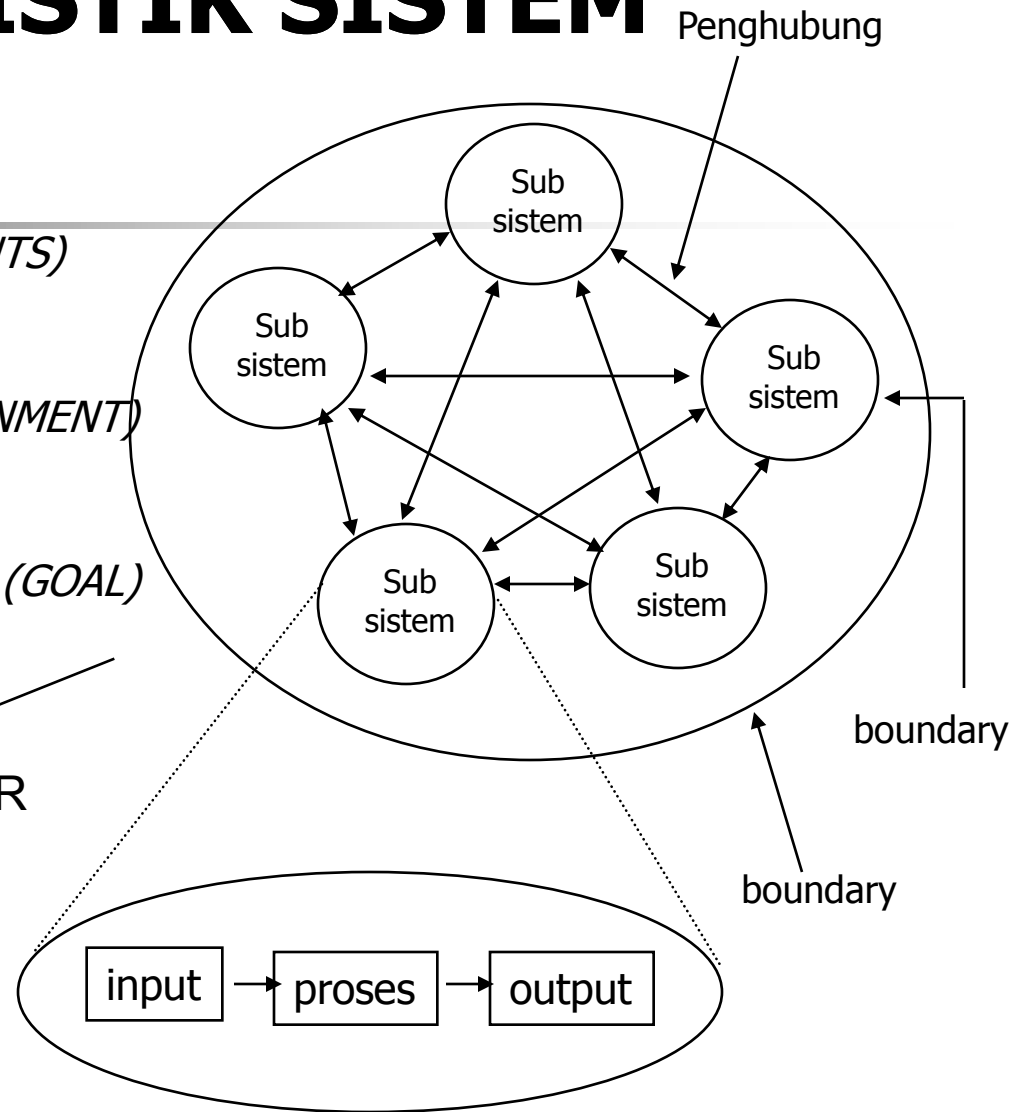 ISTIK SISTEM
Penghubung
Sub
sistem
NTS)
Sub
sistem
Sub
sistem
NMENT)
(GOAL)
Sub
sistem
Sub
sistem
boundary
R
boundary
input
proses
output